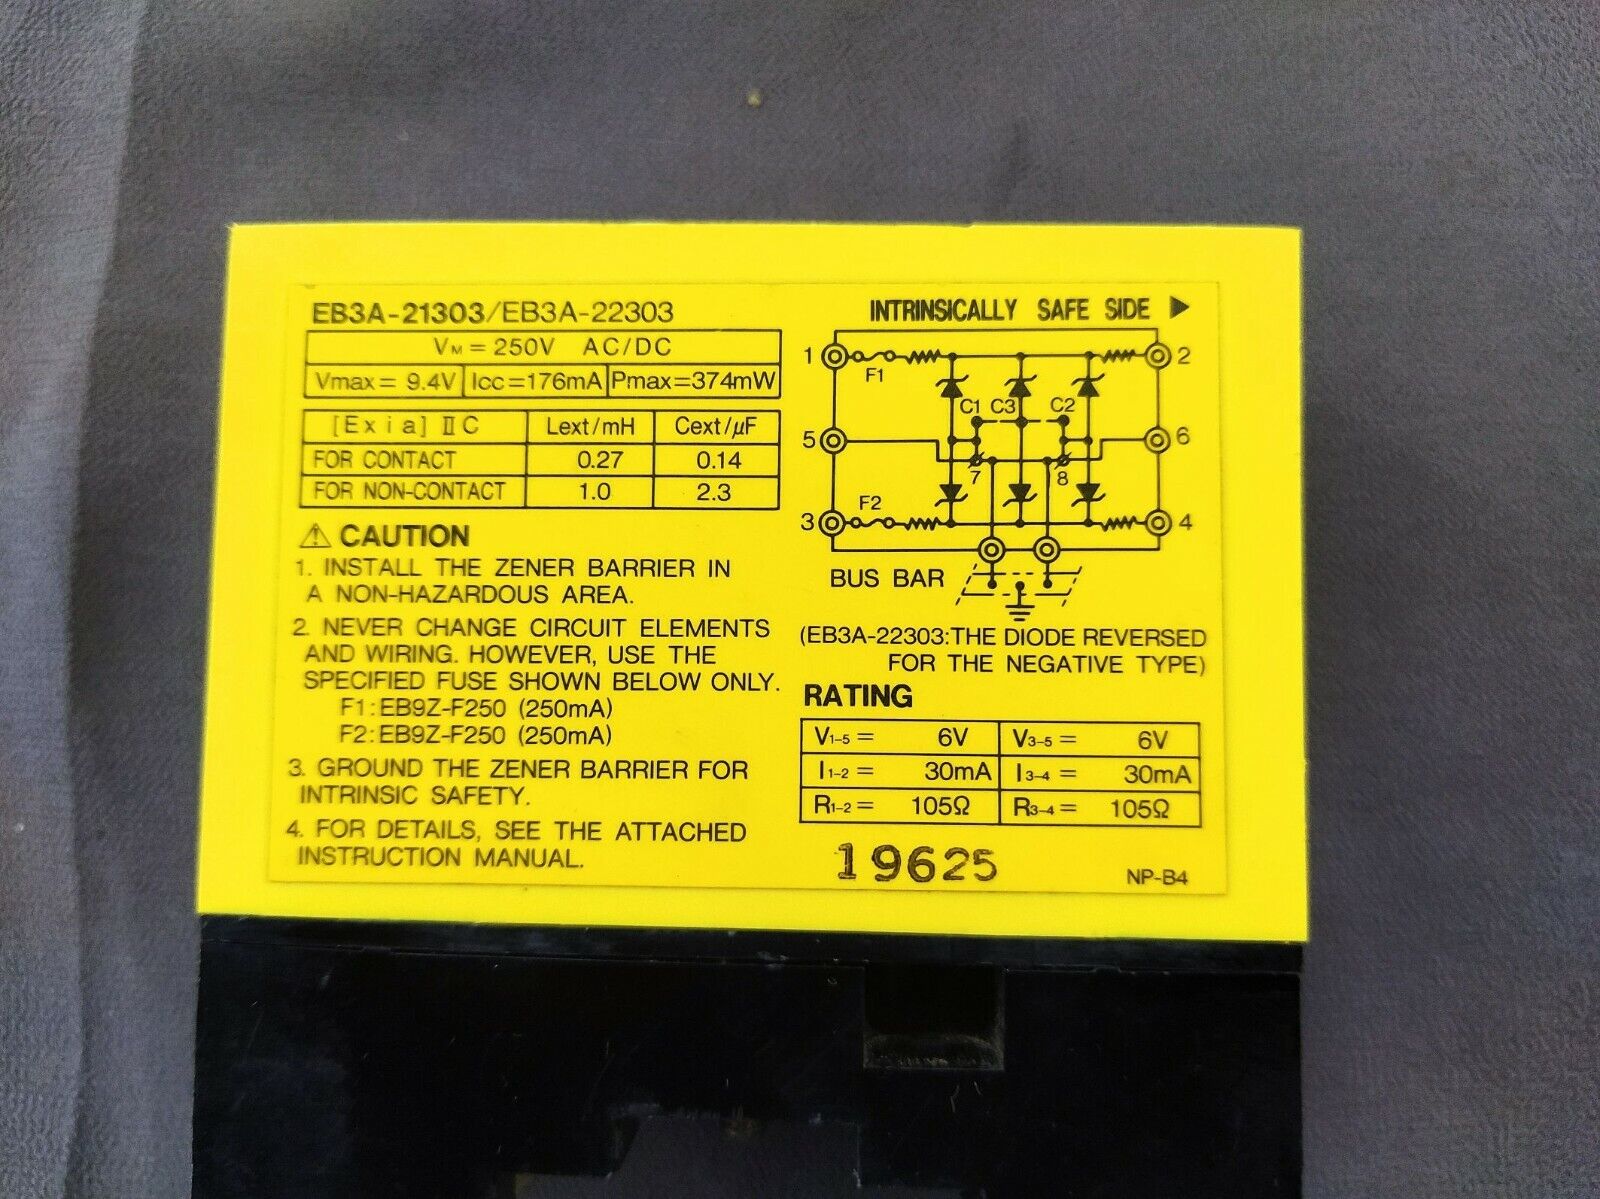 EB3A-21303/EB3A-22303
VM = 250V AC/DC
Vmax = 9.4V Icc=176mA Pmax=374mW
[Exia] ⅡC Lext/mH Cext/μF
FOR CONTACT 0.27 0.14
FOR NON-CONTACT 1.0 2.3
⚠ CAUTION
1. INSTALL THE ZENER BARRIER IN
A NON-HAZARDOUS AREA.
2. NEVER CHANGE CIRCUIT ELEMENTS
AND WIRING. HOWEVER, USE THE
SPECIFIED FUSE SHOWN BELOW ONLY.
F1:EB9Z-F250 (250mA)
F2:EB9Z-F250 (250mA)
3. GROUND THE ZENER BARRIER FOR
INTRINSIC SAFETY.
4. FOR DETAILS, SEE THE ATTACHED
INSTRUCTION MANUAL.
INTRINSICALLY SAFE SIDE ▶
1 2
F1
C1 C3 C2
5 6
7 8
F2
3 4
BUS BAR
(EB3A-22303:THE DIODE REVERSED
FOR THE NEGATIVE TYPE)
RATING
V1-5 = 6V V3-5 = 6V
I1-2 = 30mA I3-4 = 30mA
R1-2 = 105Ω R3-4 = 105Ω
19625
NP-B4